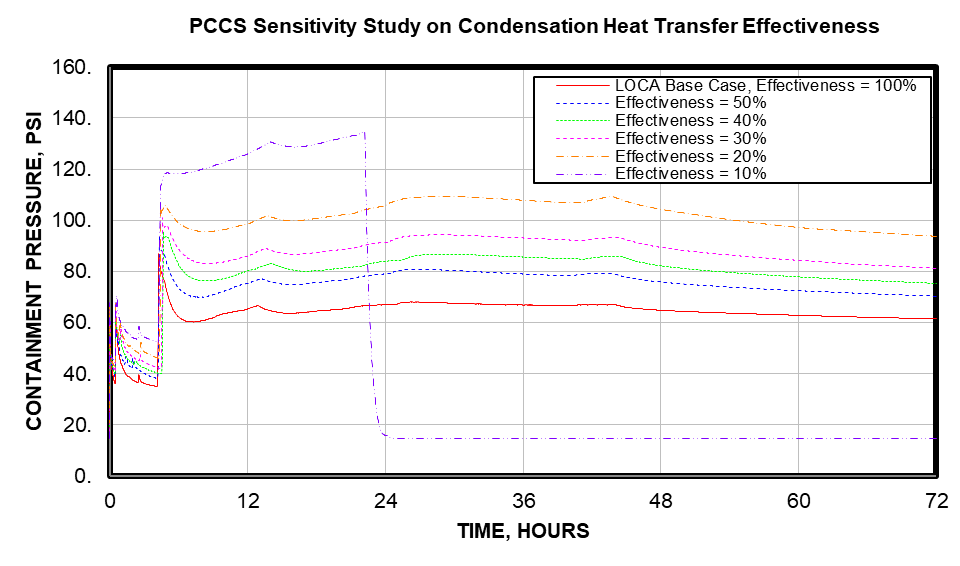 PCCS Sensitivity Study on Condensation Heat Transfer Effectiveness
160.
140.
120.
100.
80.
60.
40.
20.
0.
CONTAINMENT PRESSURE, PSI
LOCA Base Case, Effectiveness = 100%
Effectiveness = 50%
Effectiveness = 40%
Effectiveness = 30%
Effectiveness = 20%
Effectiveness = 10%
0 12 24 36 48 60 72
TIME, HOURS